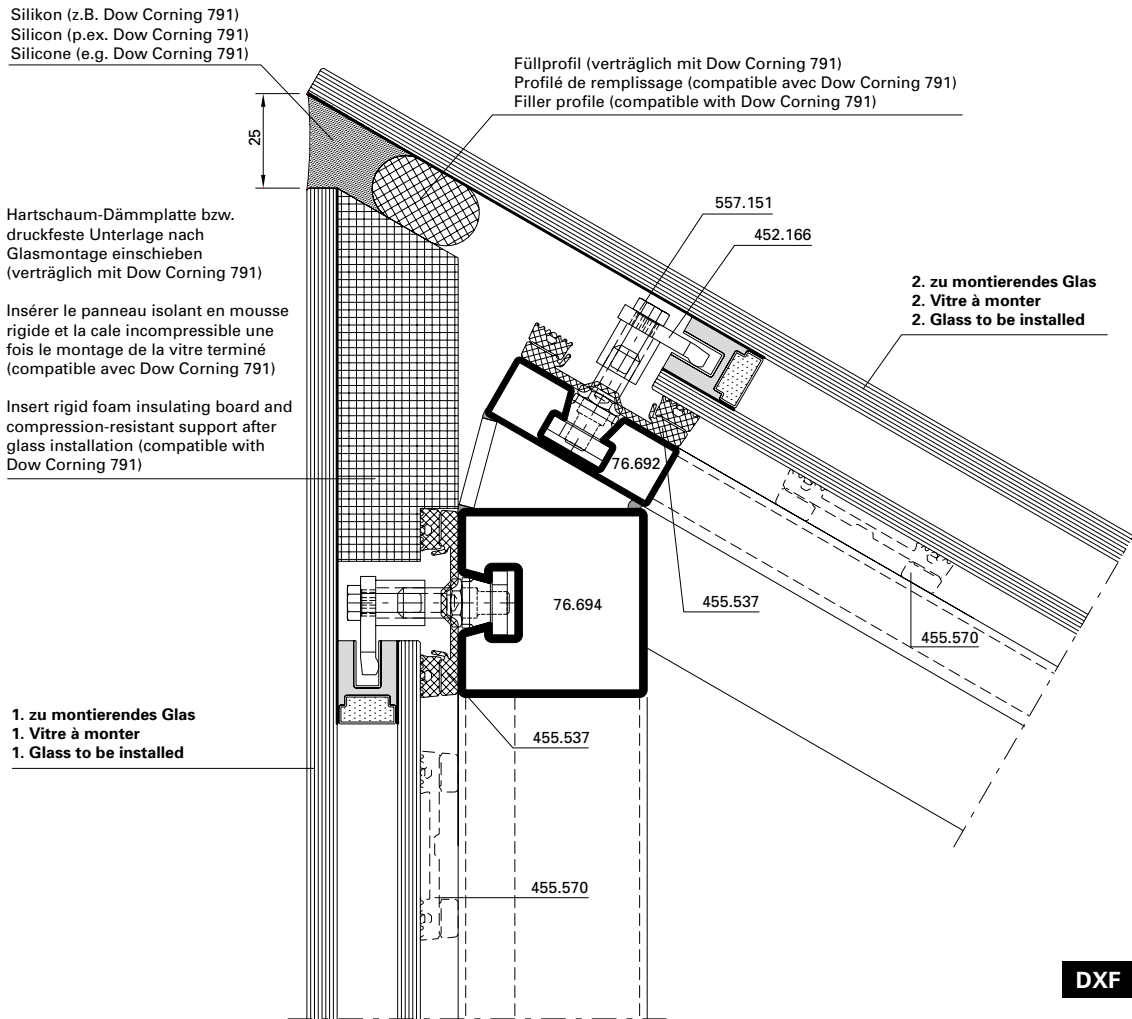 Silikon (z.B. Dow Corning 791)
Silicon (p.ex. Dow Corning 791)
Silicone (e.g. Dow Corning 791)
Füllprofil (verträglich mit Dow Corning 791)
Profilé de remplissage (compatible avec Dow Corning 791)
Filler profile (compatible with Dow Corning 791)
25
Hartschaum-Dämmplatte bzw.
druckfeste Unterlage nach
Glasmontage einschieben
(verträglich mit Dow Corning 791)
Insérer le panneau isolant en mousse
rigide et la cale incompressible une
fois le montage de la vitre terminé
(compatible avec Dow Corning 791)
Insert rigid foam insulating board and
compression-resistant support after
glass installation (compatible with
Dow Corning 791)
557.151
452.166
2. zu montierendes Glas
2. Vitre à monter
2. Glass to be installed
76.692
76.694
455.537
455.570
1. zu montierendes Glas
1. Vitre à monter
1. Glass to be installed
455.537
455.570
DXF